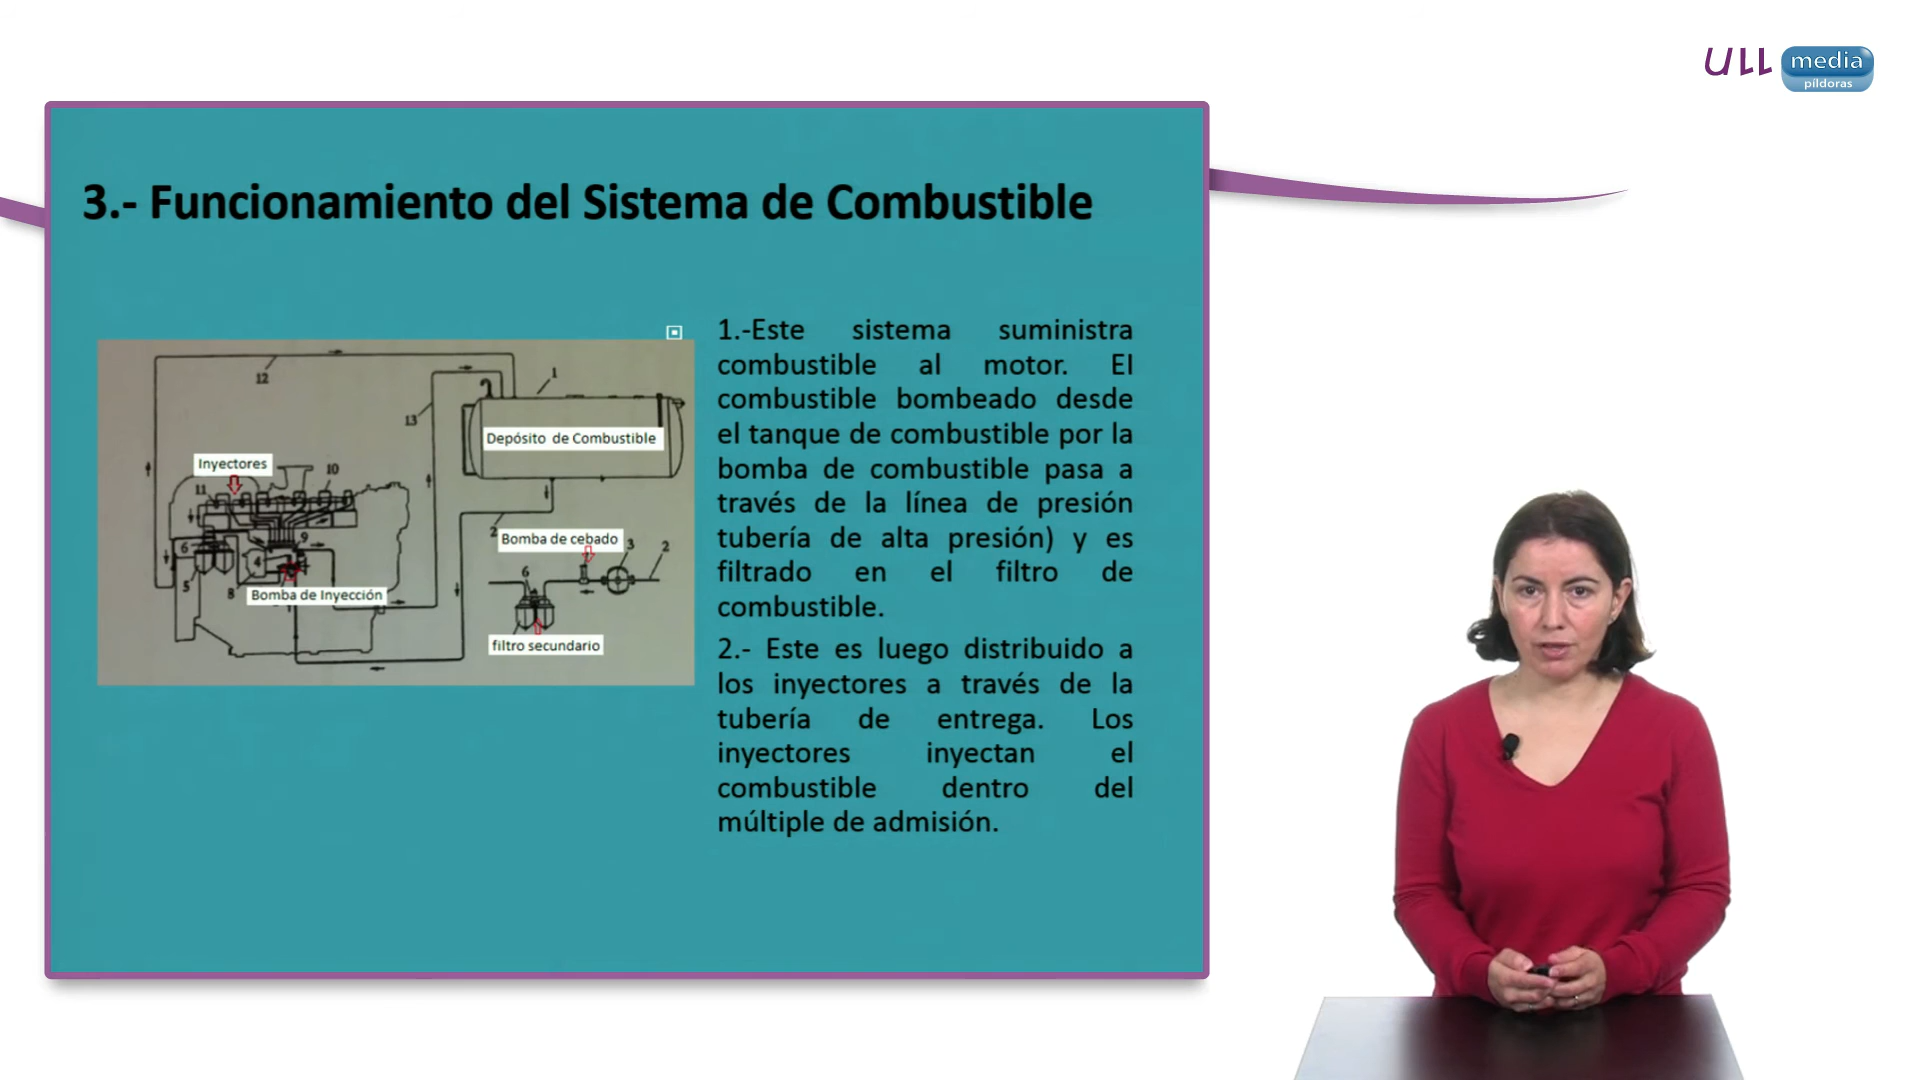 ULL
media
píldoras
3.- Funcionamiento del Sistema de Combustible
1.-Este sistema suministra
combustible al motor. El
combustible bombeado desde
el tanque de combustible por la
bomba de combustible pasa a
través de la línea de presión
tubería de alta presión) y es
filtrado en el filtro de
combustible.
2.- Este es luego distribuido a
los inyectores a través de la
tubería de entrega. Los
inyectores inyectan el
combustible dentro del
múltiple de admisión.
12
1
13
Depósito de Combustible
Inyectores
10
11
2
Bomba de cebado
3
2
9
6
4
6
5
8
Bomba de Inyección
filtro secundario